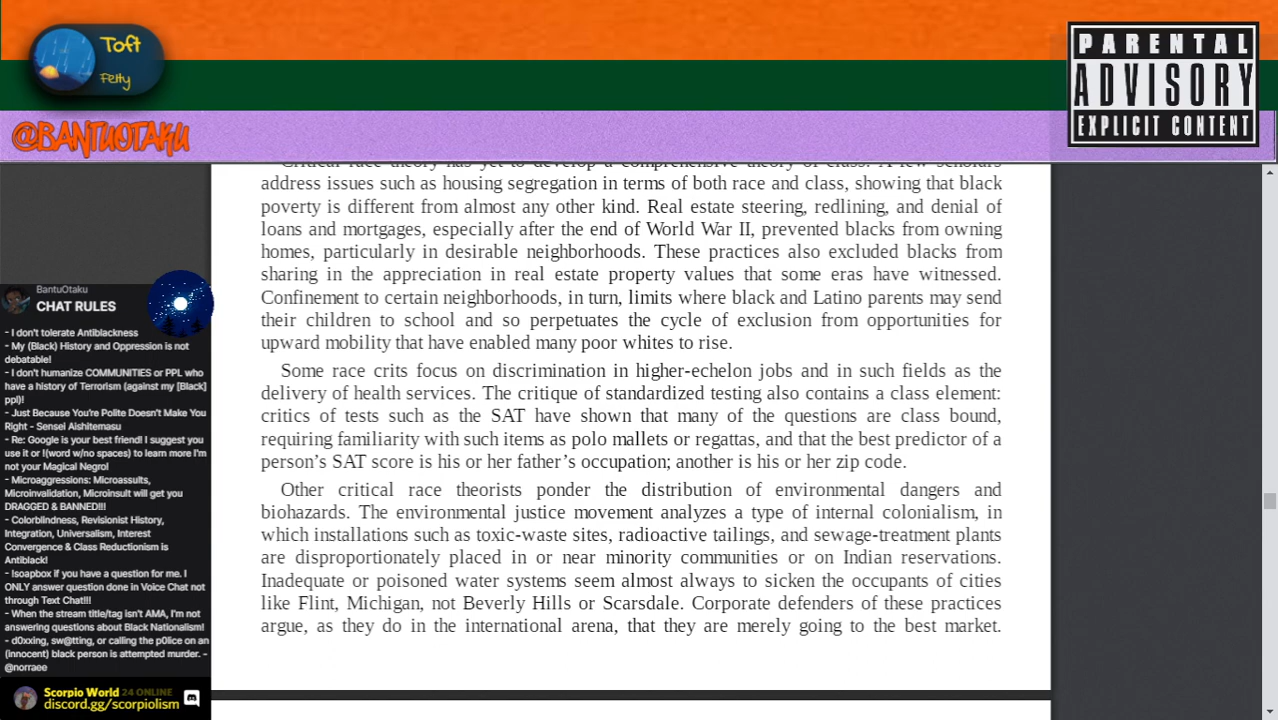 Toft
Fetty
PARENTAL
ADVISORY
EXPLICIT CONTENT
@BANTUOTAKU
Critical race theory has yet to develop a comprehensive theory of class. A few scholars
address issues such as housing segregation in terms of both race and class, showing that black
poverty is different from almost any other kind. Real estate steering, redlining, and denial of
loans and mortgages, especially after the end of World War II, prevented blacks from owning
homes, particularly in desirable neighborhoods. These practices also excluded blacks from
sharing in the appreciation in real estate property values that some eras have witnessed.
Confinement to certain neighborhoods, in turn, limits where black and Latino parents may send
their children to school and so perpetuates the cycle of exclusion from opportunities for
upward mobility that have enabled many poor whites to rise.
Some race crits focus on discrimination in higher-echelon jobs and in such fields as the
delivery of health services. The critique of standardized testing also contains a class element:
critics of tests such as the SAT have shown that many of the questions are class bound,
requiring familiarity with such items as polo mallets or regattas, and that the best predictor of a
person's SAT score is his or her father's occupation; another is his or her zip code.
Other critical race theorists ponder the distribution of environmental dangers and
biohazards. The environmental justice movement analyzes a type of internal colonialism, in
which installations such as toxic-waste sites, radioactive tailings, and sewage-treatment plants
are disproportionately placed in or near minority communities or on Indian reservations.
Inadequate or poisoned water systems seem almost always to sicken the occupants of cities
like Flint, Michigan, not Beverly Hills or Scarsdale. Corporate defenders of these practices
argue, as they do in the international arena, that they are merely going to the best market.
BantuOtaku
CHAT RULES
- I don't tolerate Antiblackness
- My (Black) History and Oppression is not
debatable!
- I don't humanize COMMUNITIES or PPL who
have a history of Terrorism (against my [Black]
ppl)!
- Just Because You're Polite Doesn't Make You
Right - Sensei Aishitemasu
- Re: Google is your best friend! I suggest you
use it or !(word w/no spaces) to learn more I'm
not your Magical Negro!
- Microaggressions: Microassults,
Microinvalidation, Microinsult will get you
DRAGGED & BANNED!!!
- Colorblindness, Revisionist History,
Integration, Universalism, Interest
Convergence & Class Reductionism is
Antiblack!
- !soapbox if you have a question for me. I
ONLY answer question done in Voice Chat not
through Text Chat!!!
- When the stream title/tag isn't AMA, I'm not
answering questions about Black Nationalism!
- d0xxing, sw@tting, or calling the p0lice on an
(innocent) black person is attempted murder. -
@norraee
Scorpio World 24 ONLINE
discord.gg/scorpiolism